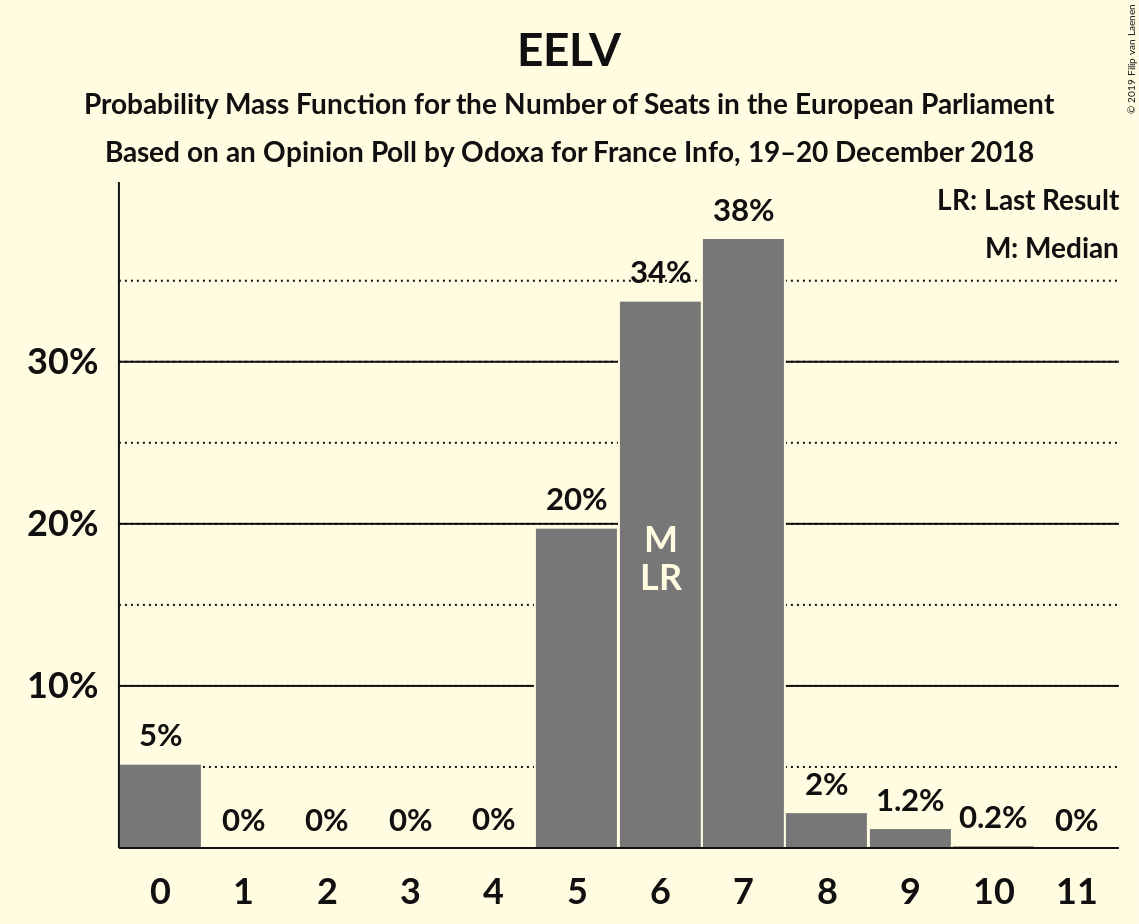 EELV
Probability Mass Function for the Number of Seats in the European Parliament
Based on an Opinion Poll by Odoxa for France Info, 19–20 December 2018
© 2019 Filip van Laenen
LR: Last Result
M: Median
38%
34%
30%
20%
20%
M
LR
10%
5%
0%
0%
0%
0%
2%
1.2%
0.2%
0%
0 1 2 3 4 5 6 7 8 9 10 11